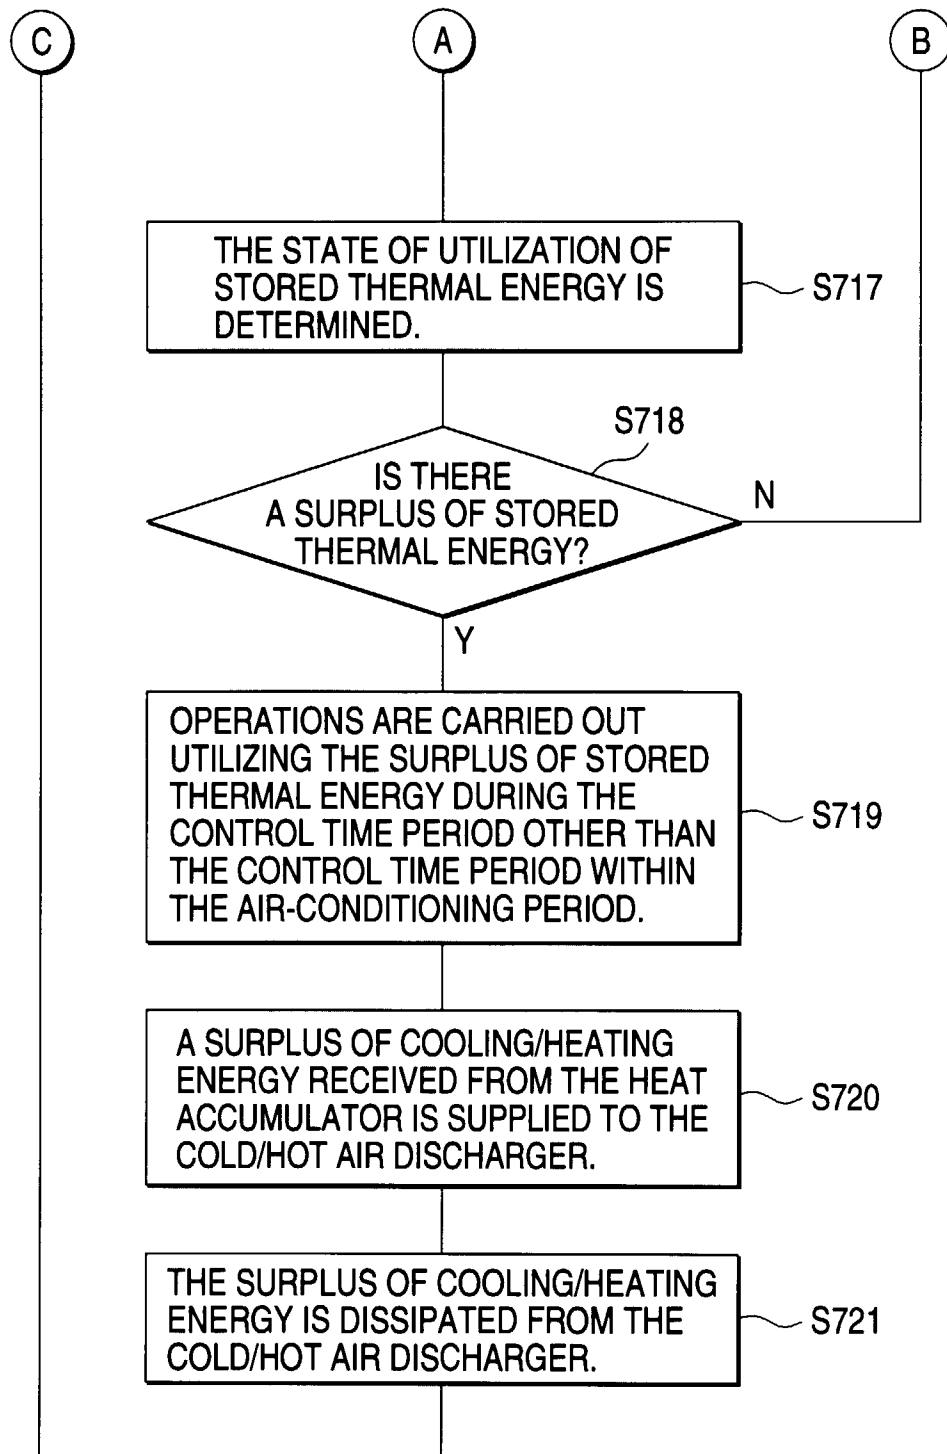 C
A
B
THE STATE OF UTILIZATION OF
STORED THERMAL ENERGY IS
DETERMINED.
S717
S718
IS THERE
A SURPLUS OF STORED
THERMAL ENERGY?
N
Y
OPERATIONS ARE CARRIED OUT
UTILIZING THE SURPLUS OF STORED
THERMAL ENERGY DURING THE
CONTROL TIME PERIOD OTHER THAN
THE CONTROL TIME PERIOD WITHIN
THE AIR-CONDITIONING PERIOD.
S719
A SURPLUS OF COOLING/HEATING
ENERGY RECEIVED FROM THE HEAT
ACCUMULATOR IS SUPPLIED TO THE
COLD/HOT AIR DISCHARGER.
S720
THE SURPLUS OF COOLING/HEATING
ENERGY IS DISSIPATED FROM THE
COLD/HOT AIR DISCHARGER.
S721